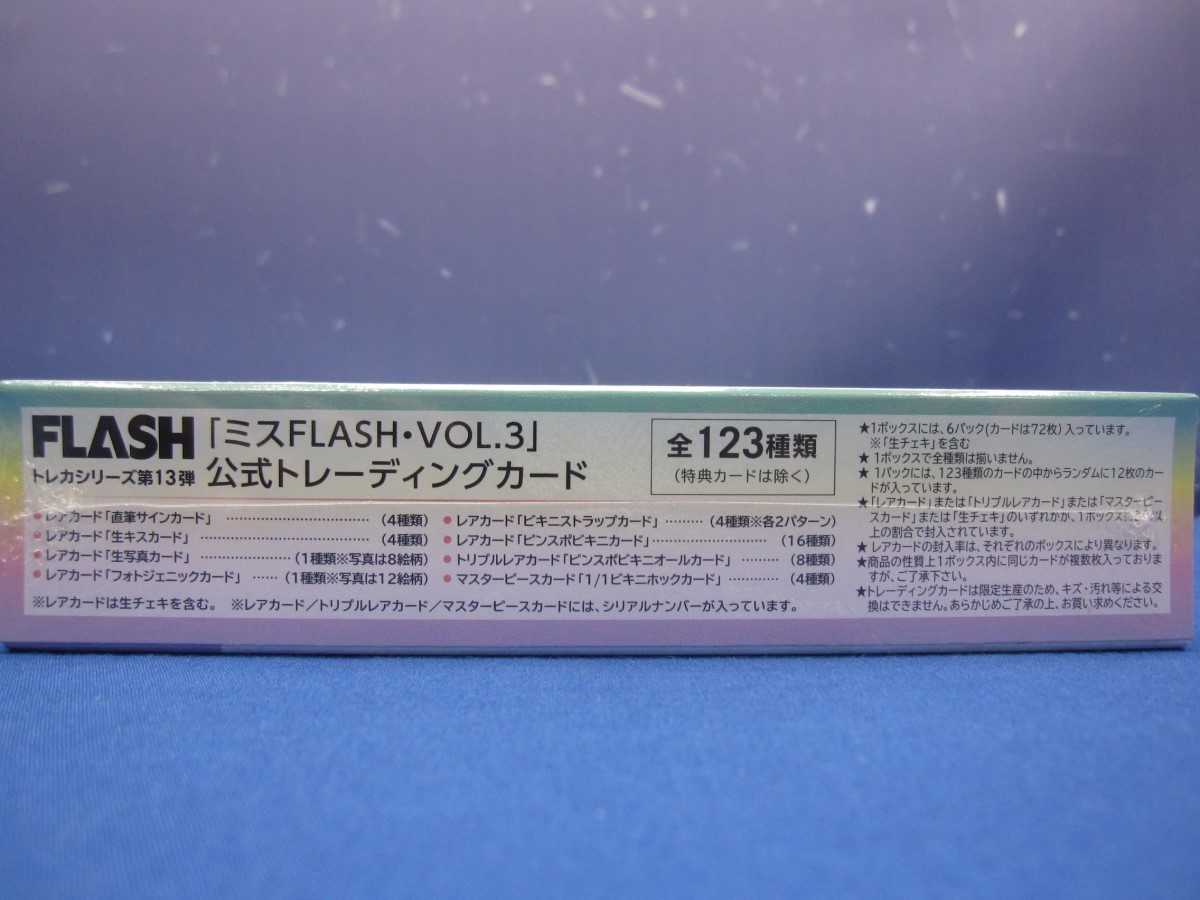 FLASH
トレカシリーズ第13弾
「ミスFLASH・VOL.3」
公式トレーディングカード
全123種類
(特典カードは除く)
レアカード「直筆サインカード」 (4種類)
レアカード「生キスカード」 (4種類)
レアカード「生写真カード」 (1種類※写真は8絵柄)
レアカード「フォトジェニックカード」 (1種類※写真は12絵柄)
レアカード「ビキニストラップカード」 (4種類※各2パターン)
レアカード「ピンスポビキニカード」 (16種類)
トリプルレアカード「ピンスポビキニオールカード」 (8種類)
マスターピースカード「1/1ビキニホックカード」 (4種類)
※レアカードは生チェキを含む。 ※レアカード/トリプルレアカード/マスターピースカードには、シリアルナンバーが入っています。
★1ボックスには、6パック(カードは72枚)入っています。
※「生チェキ」を含む
★1ボックスで全種類は揃いません。
★1パックには、123種類のカードの中からランダムに12枚のカー
ドが入っています。
★「レアカード」または「トリプルレアカード」または「マスターピー
スカード」または「生チェキ」のいずれかが、1ボックスに
上の割合で封入されています。
★レアカードの封入率は、それぞれのボックスにより異なります。
★商品の性質上1ボックス内に同じカードが複数枚入っておりま
すが、ご了承下さい。
★トレーディングカードは限定生産のため、キズ・汚れ等による交
換はできません。あらかじめご了承の上、お買い求めください。